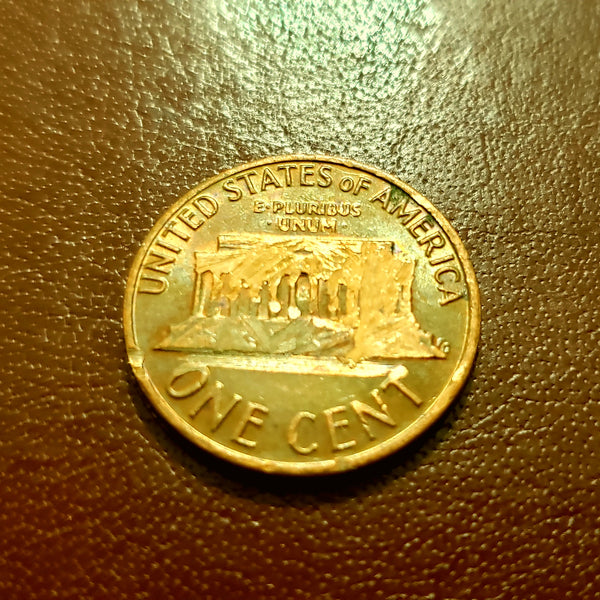 UNITED STATES OF AMERICA
E·PLURIBUS
·UNUM·
ONE CENT